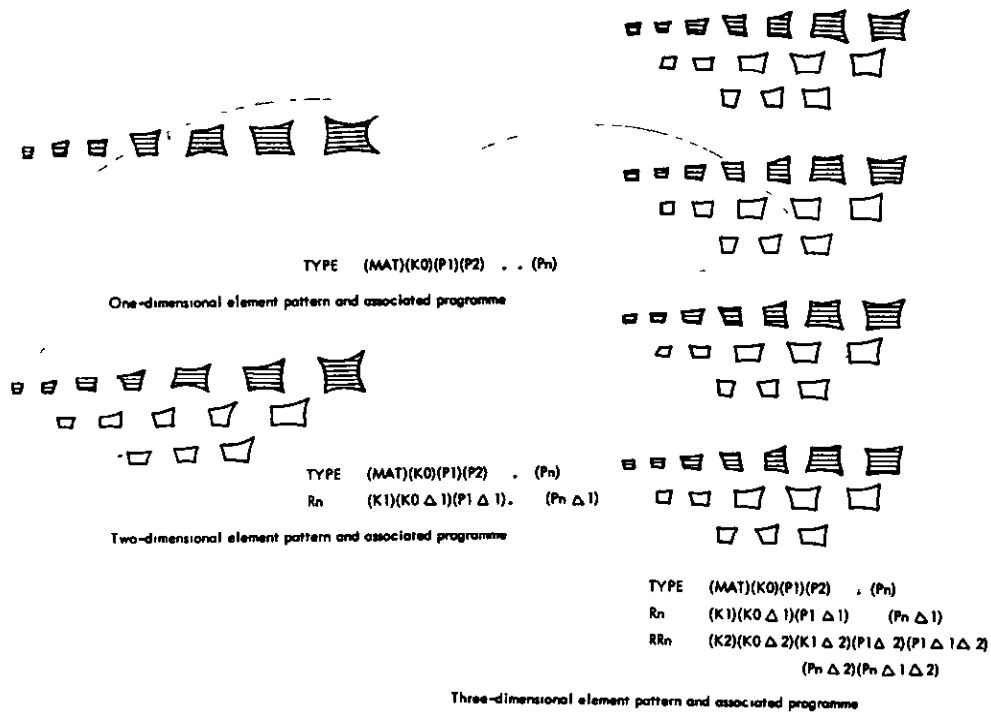 TYPE (MAT)(K0)(P1)(P2) . . (Pn)
One-dimensional element pattern and associated programme
TYPE (MAT)(K0)(P1)(P2) . (Pn)
Rn (K1)(K0 Δ 1)(P1 Δ 1). (Pn Δ 1)
Two-dimensional element pattern and associated programme
TYPE (MAT)(K0)(P1)(P2) . (Pn)
Rn (K1)(K0 Δ 1)(P1 Δ 1) (Pn Δ 1)
RRn (K2)(K0 Δ 2)(K1 Δ 2)(P1Δ 2)(P1 Δ 1Δ 2)
(Pn Δ 2)(Pn Δ 1 Δ 2)
Three-dimensional element pattern and associated programme